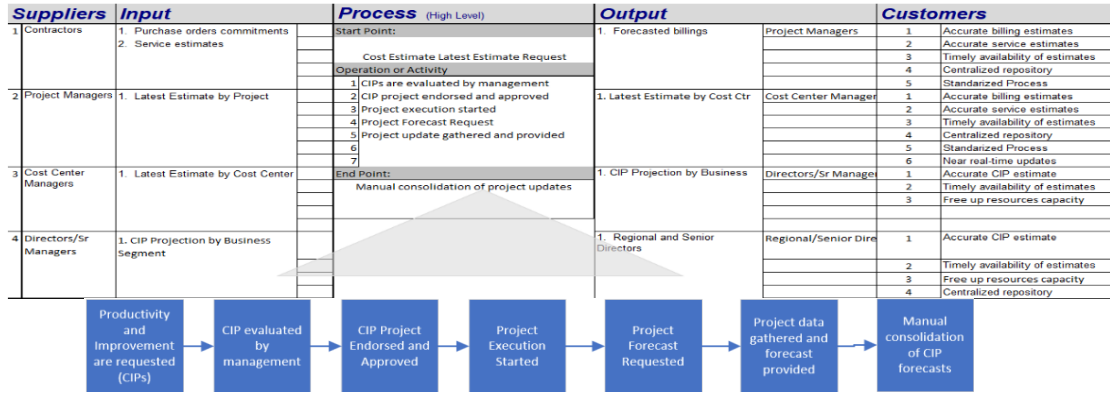 Suppliers Input Process (High Level) Output Customers
1 Contractors 1. Purchase orders commitments Start Point: 1. Forecasted billings Project Managers 1 Accurate billing estimates
2. Service estimates 2 Accurate service estimates
Cost Estimate Latest Estimate Request 3 Timely availability of estimates
Operation or Activity 4 Centralized repository
1 CIPs are evaluated by management 5 Standardized Process
2 Project Managers 1. Latest Estimate by Project 2 CIP project endorsed and approved 1. Latest Estimate by Cost Ctr Cost Center Manager 1 Accurate billing estimates
3 Project execution started 2 Accurate service estimates
4 Project Forecast Request 3 Timely availability of estimates
5 Project update gathered and provided 4 Centralized repository
6 5 Standarized Process
7 6 Near real-time updates
3 Cost Center 1. Latest Estimate by Cost Center End Point: 1. CIP Projection by Business Directors/Sr Manager 1 Accurate CIP estimate
Managers Manual consolidation of project updates 2 Timely availability of estimates
3 Free up resources capacity
4 Directors/Sr 1. CIP Projection by Business 1. Regional and Senior Regional/Senior Dire 1 Accurate CIP estimate
Managers Segment Directors
2 Timely availability of estimates
3 Free up resources capacity
4 Centralized repository
Productivity
and
Improvement
are requested
(CIPs)
CIP evaluated
by
management
CIP Project
Endorsed and
Approved
Project
Execution
Started
Project
Forecast
Requested
Project data
gathered and
forecast
provided
Manual
consolidation
of CIP
forecasts